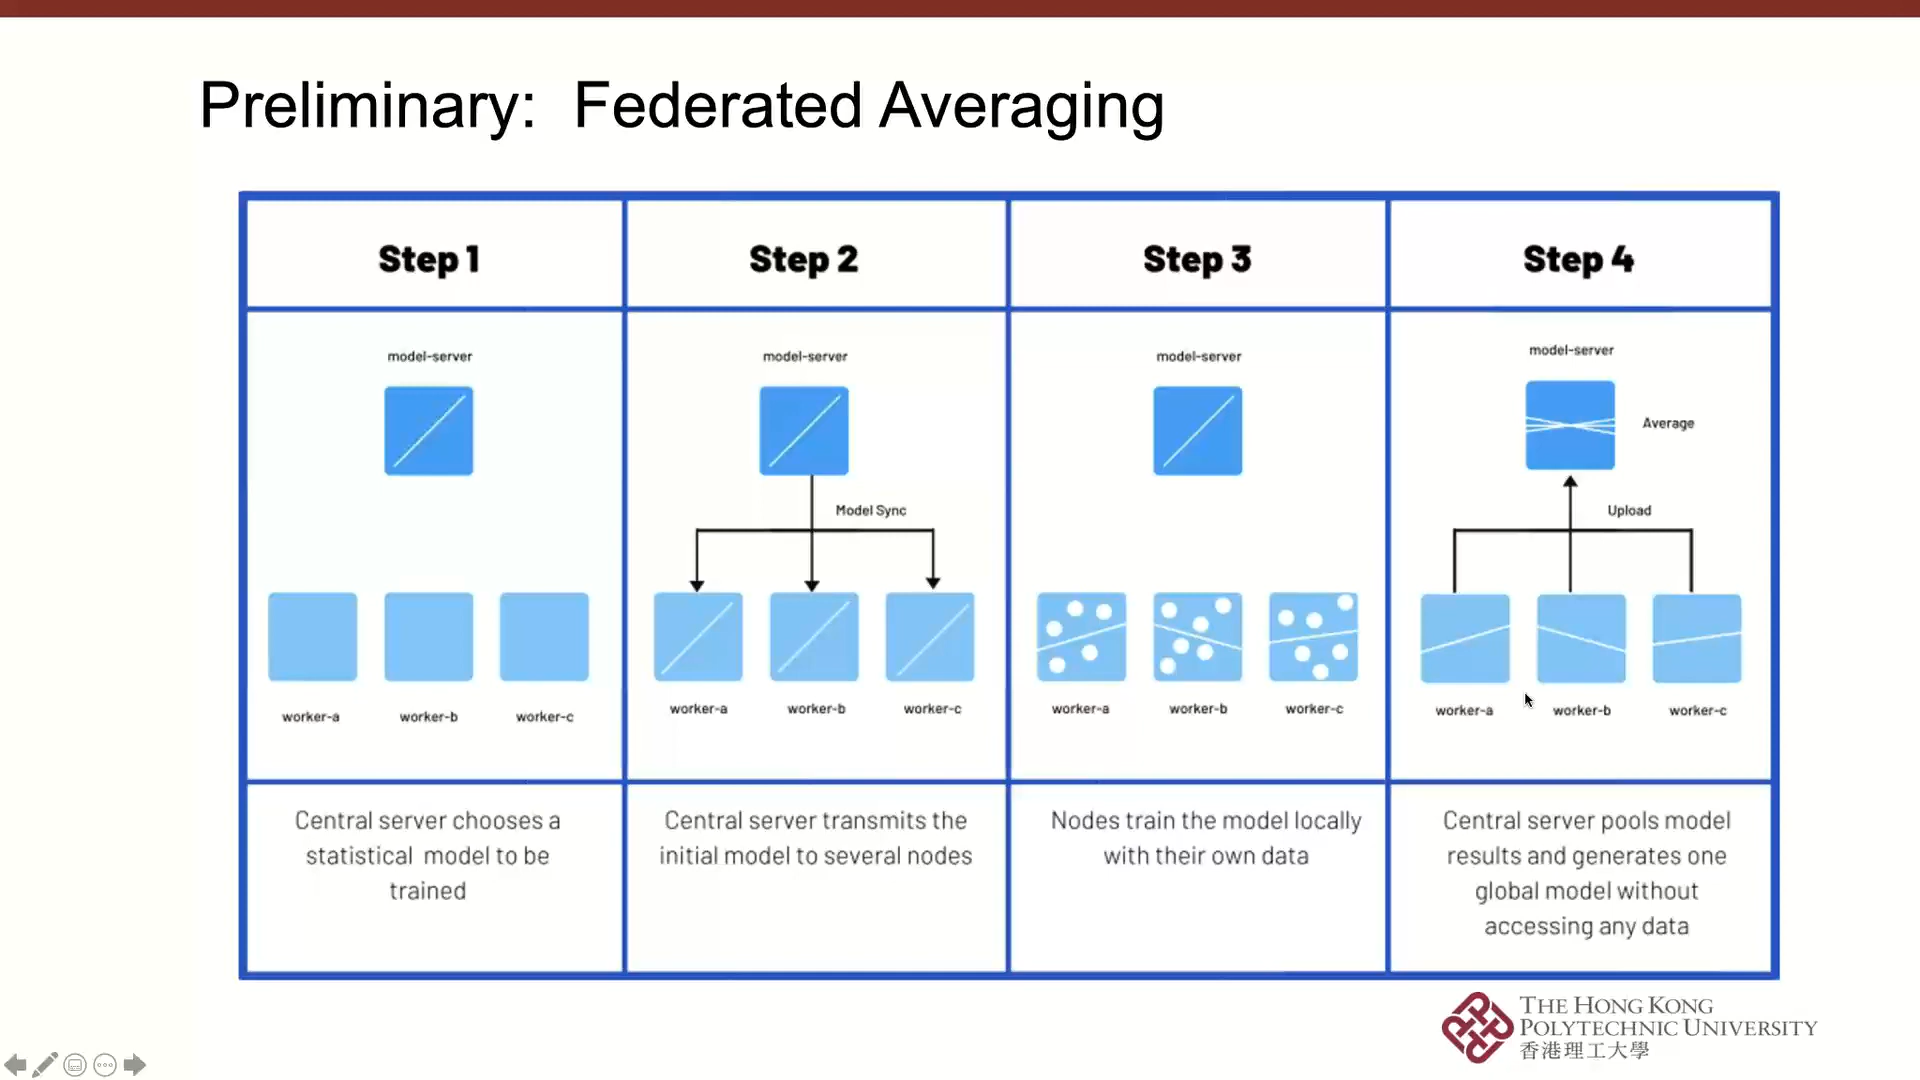 Preliminary: Federated Averaging
Step 1
Step 2
Step 3
Step 4
model-server
worker-a
worker-b
worker-c
model-server
Model Sync
worker-a
worker-b
worker-c
model-server
worker-a
worker-b
worker-c
model-server
Average
Upload
worker-a
worker-b
worker-c
Central server chooses a
statistical model to be
trained
Central server transmits the
initial model to several nodes
Nodes train the model locally
with their own data
Central server pools model
results and generates one
global model without
accessing any data
THE HONG KONG
POLYTECHNIC UNIVERSITY
香港理工大學